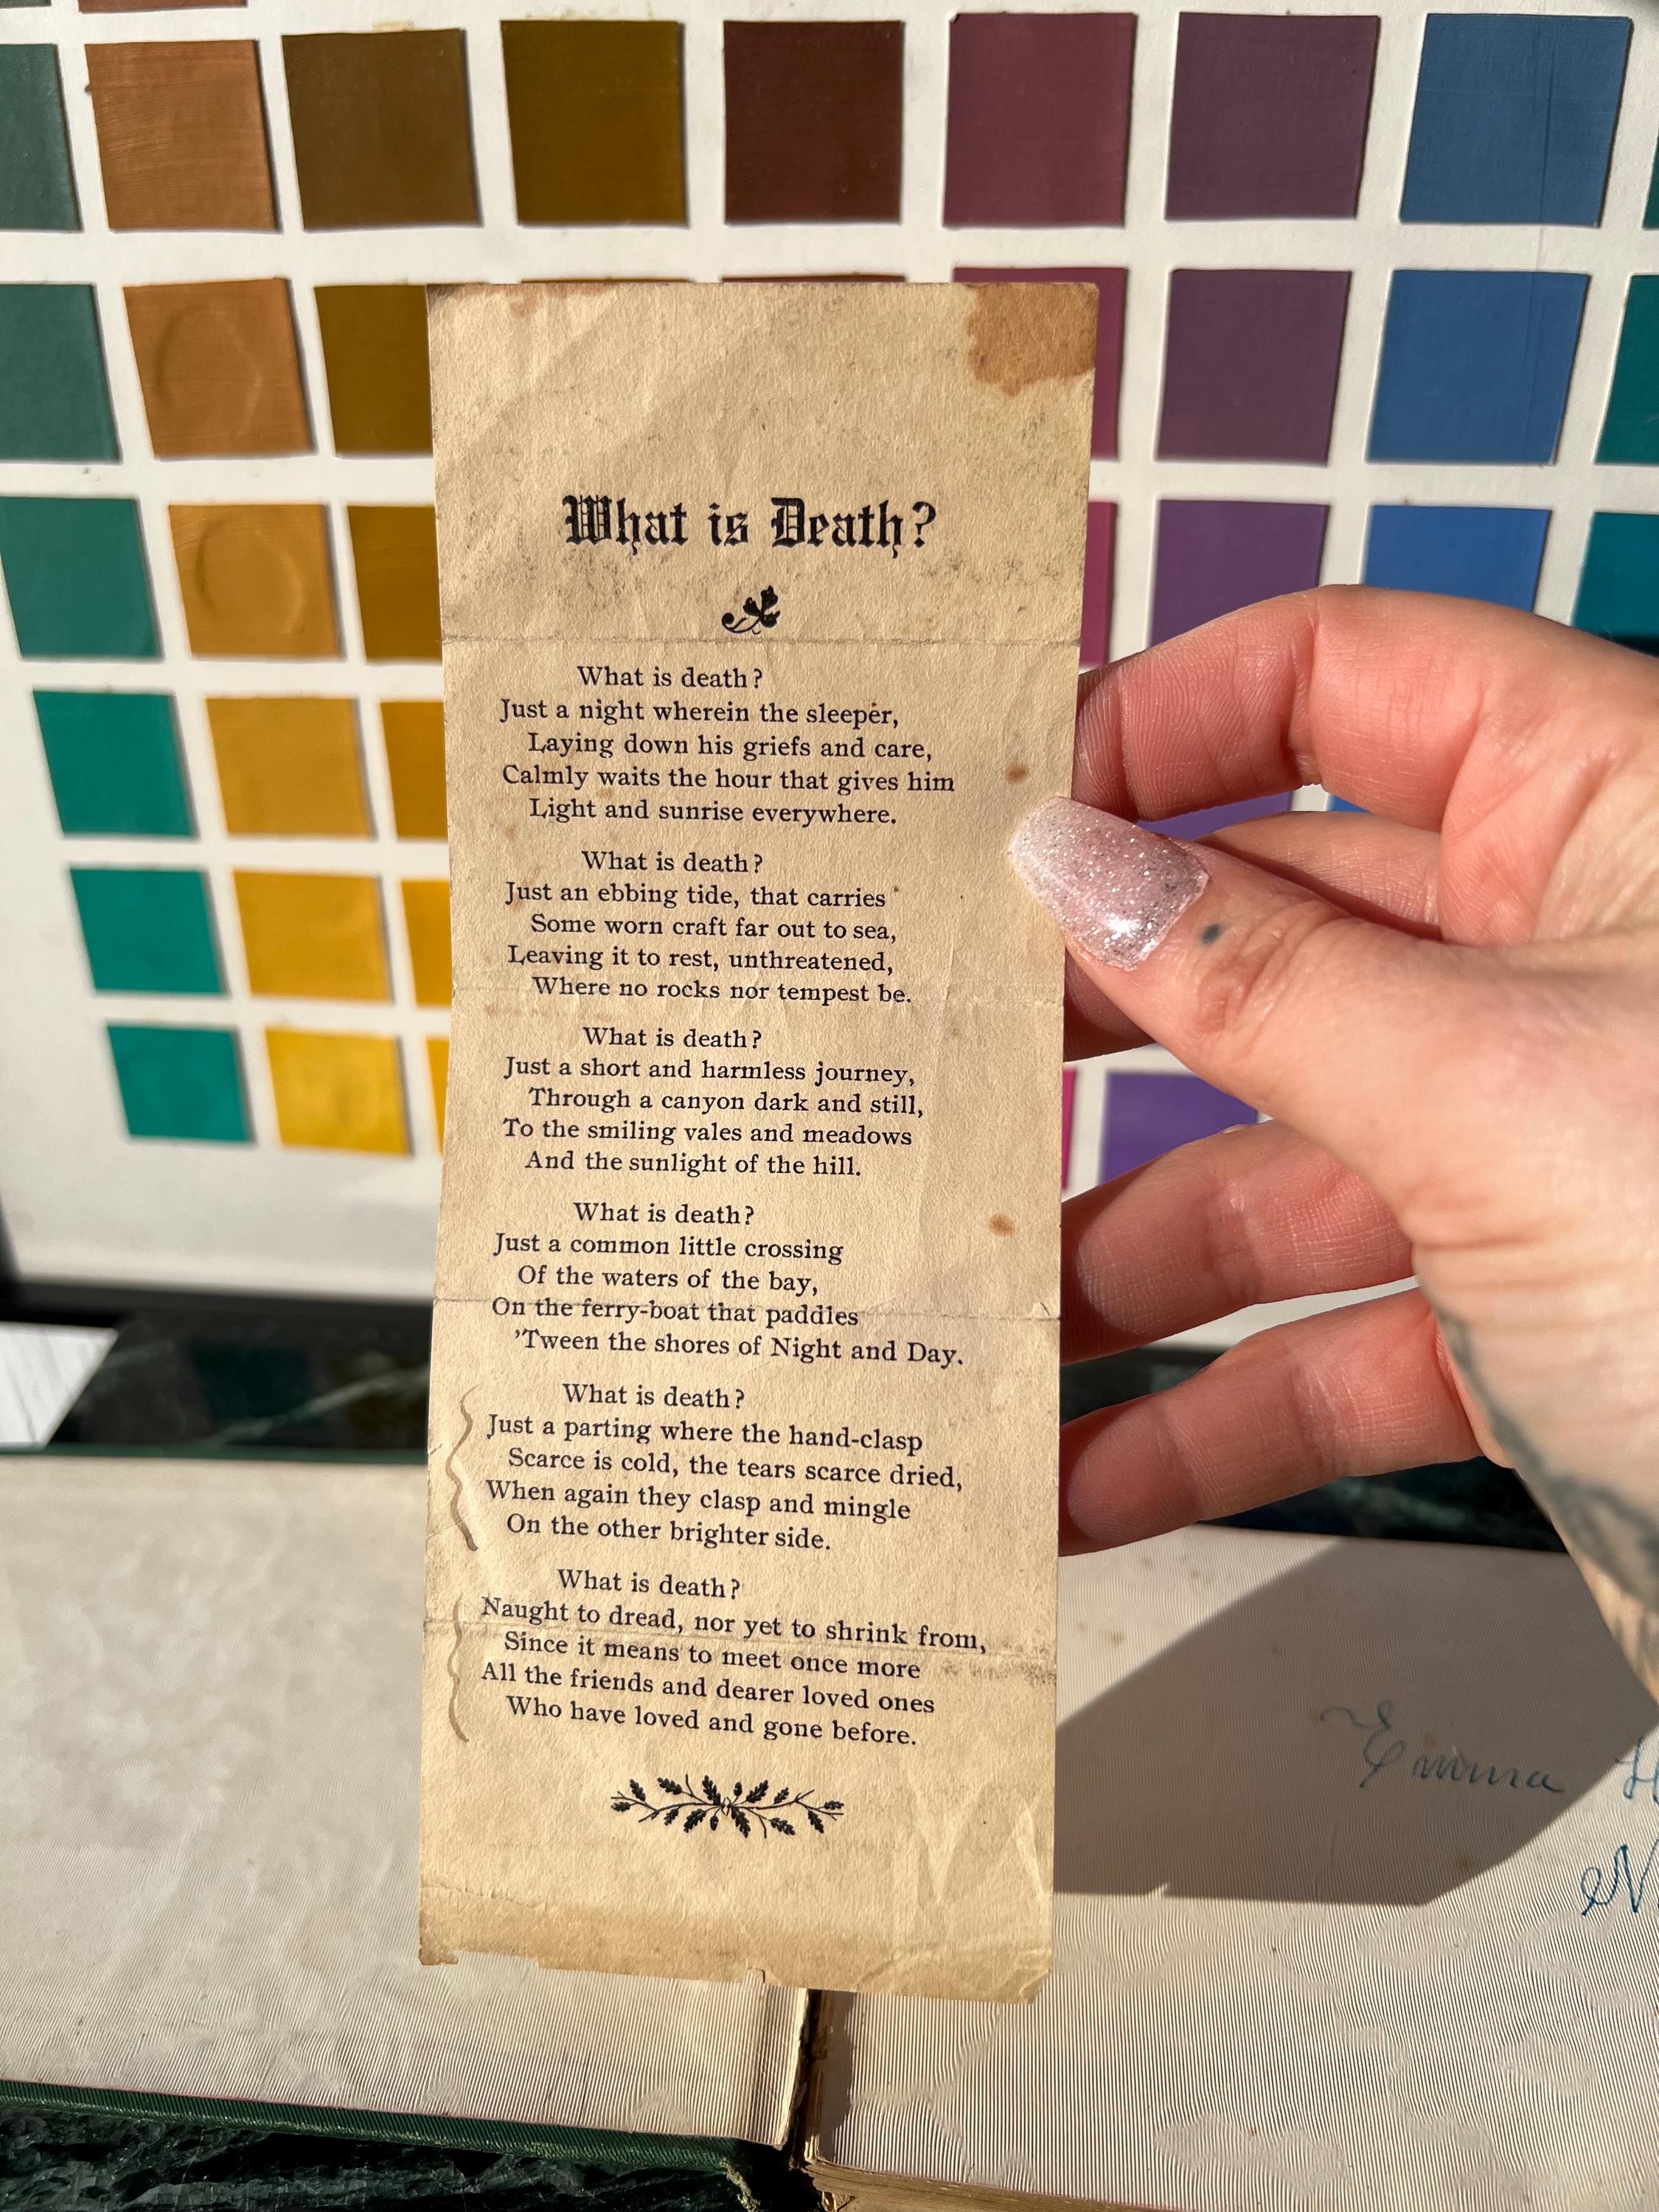 What is Death?
What is death?
Just a night wherein the sleeper,
Laying down his griefs and care,
Calmly waits the hour that gives him
Light and sunrise everywhere.
What is death?
Just an ebbing tide, that carries
Some worn craft far out to sea,
Leaving it to rest, unthreatened,
Where no rocks nor tempest be.
What is death?
Just a short and harmless journey,
Through a canyon dark and still,
To the smiling vales and meadows
And the sunlight of the hill.
What is death?
Just a common little crossing
Of the waters of the bay,
On the ferry-boat that paddles
'Tween the shores of Night and Day.
What is death?
Just a parting where the hand-clasp
Scarce is cold, the tears scarce dried,
When again they clasp and mingle
On the other brighter side.
What is death?
Naught to dread, nor yet to shrink from,
Since it means to meet once more
All the friends and dearer loved ones
Who have loved and gone before.
Emma